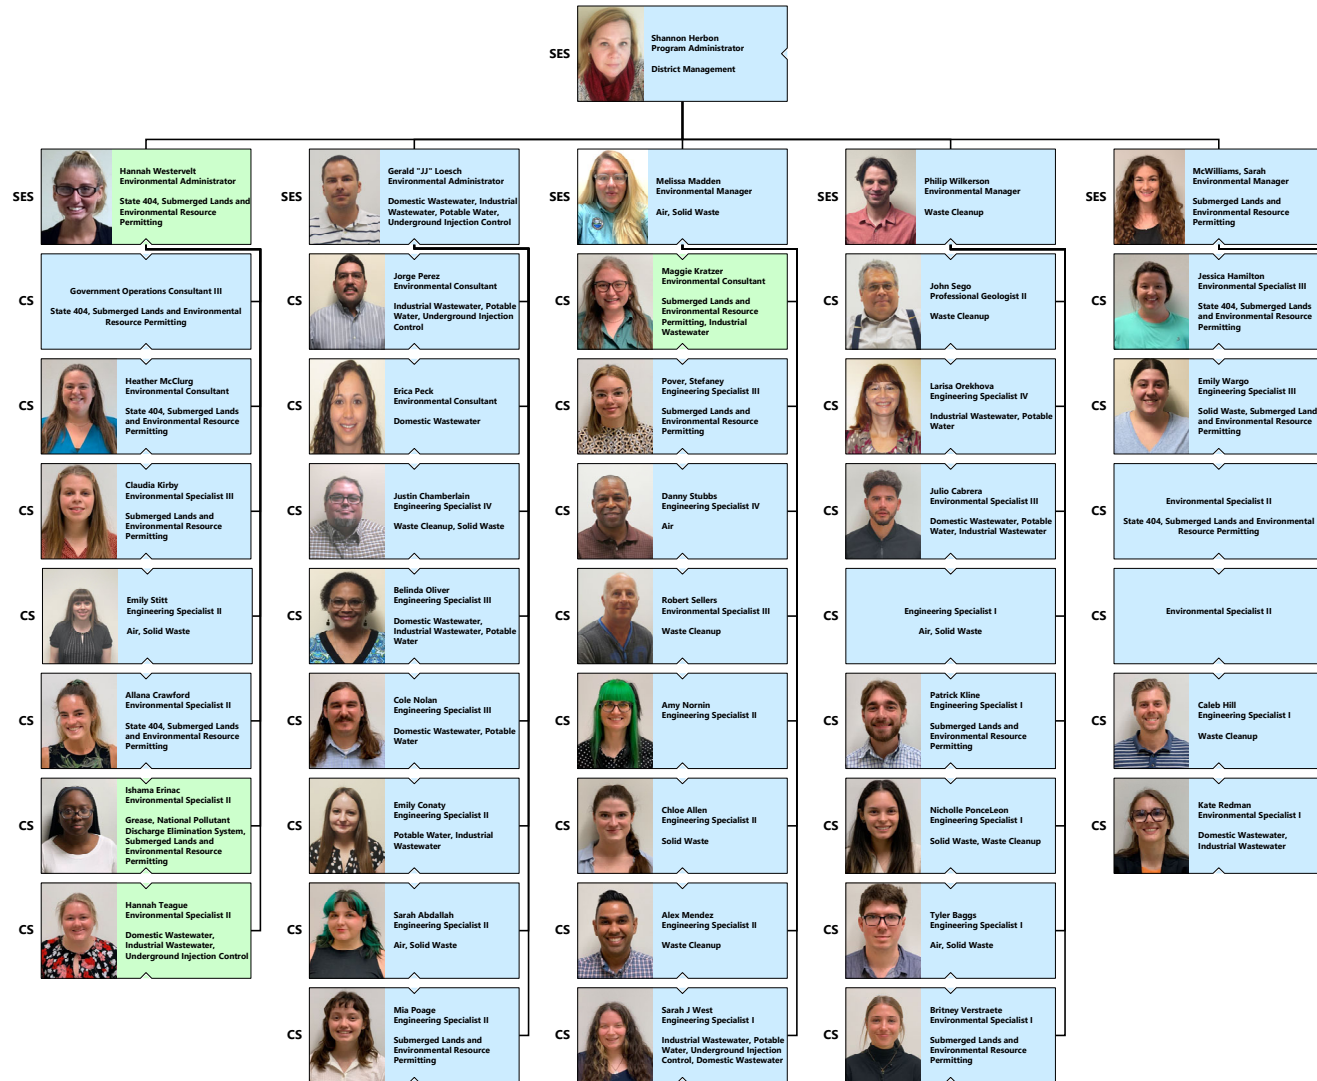 SES
Shannon Herbon
Program Administrator
District Management
SES
Hannah Westervelt
Environmental Administrator
State 404, Submerged Lands and
Environmental Resource
Permitting
CS
Government Operations Consultant III
State 404, Submerged Lands and Environmental
Resource Permitting
CS
Heather McClurg
Environmental Consultant
State 404, Submerged Lands
and Environmental Resource
Permitting
CS
Claudia Kirby
Environmental Specialist III
Submerged Lands and
Environmental Resource
Permitting
CS
Emily Stitt
Engineering Specialist II
Air, Solid Waste
CS
Allana Crawford
Environmental Specialist II
State 404, Submerged Lands
and Environmental Resource
Permitting
CS
Ishama Erinac
Environmental Specialist II
Grease, National Pollutant
Discharge Elimination System,
Submerged Lands and
Environmental Resource
Permitting
CS
Hannah Teague
Environmental Specialist II
Domestic Wastewater,
Industrial Wastewater,
Underground Injection Control
SES
Gerald "JJ" Loesch
Environmental Administrator
Domestic Wastewater, Industrial
Wastewater, Potable Water,
Underground Injection Control
CS
Jorge Perez
Environmental Consultant
Industrial Wastewater, Potable
Water, Underground Injection
Control
CS
Erica Peck
Environmental Consultant
Domestic Wastewater
CS
Justin Chamberlain
Engineering Specialist IV
Waste Cleanup, Solid Waste
CS
Belinda Oliver
Engineering Specialist III
Domestic Wastewater,
Industrial Wastewater, Potable
Water
CS
Cole Nolan
Engineering Specialist III
Domestic Wastewater, Potable
Water
CS
Emily Conaty
Engineering Specialist II
Potable Water, Industrial
Wastewater
CS
Sarah Abdallah
Engineering Specialist II
Air, Solid Waste
CS
Mia Poage
Engineering Specialist II
Submerged Lands and
Environmental Resource
Permitting
SES
Melissa Madden
Environmental Manager
Air, Solid Waste
CS
Maggie Kratzer
Environmental Consultant
Submerged Lands and
Environmental Resource
Permitting, Industrial
Wastewater
CS
Pover, Stefaney
Engineering Specialist III
Submerged Lands and
Environmental Resource
Permitting
CS
Danny Stubbs
Engineering Specialist IV
Air
CS
Robert Sellers
Environmental Specialist III
Waste Cleanup
CS
Amy Nornin
Engineering Specialist II
CS
Chloe Allen
Engineering Specialist II
Solid Waste
CS
Alex Mendez
Engineering Specialist II
Waste Cleanup
CS
Sarah J West
Engineering Specialist I
Industrial Wastewater, Potable
Water, Underground Injection
Control, Domestic Wastewater
SES
Philip Wilkerson
Environmental Manager
Waste Cleanup
CS
John Sego
Professional Geologist II
Waste Cleanup
CS
Larisa Orekhova
Engineering Specialist IV
Industrial Wastewater, Potable
Water
CS
Julio Cabrera
Environmental Specialist III
Domestic Wastewater, Potable
Water, Industrial Wastewater
CS
Engineering Specialist I
Air, Solid Waste
CS
Patrick Kline
Engineering Specialist I
Submerged Lands and
Environmental Resource
Permitting
CS
Nicholle PonceLeon
Engineering Specialist I
Solid Waste, Waste Cleanup
CS
Tyler Baggs
Engineering Specialist I
Air, Solid Waste
CS
Britney Verstraete
Environmental Specialist I
Submerged Lands and
Environmental Resource
Permitting
SES
McWilliams, Sarah
Environmental Manager
Submerged Lands and
Environmental Resource
Permitting
CS
Jessica Hamilton
Environmental Specialist III
State 404, Submerged Lands
and Environmental Resource
Permitting
CS
Emily Wargo
Engineering Specialist III
Solid Waste, Submerged Land
and Environmental Resource
Permitting
CS
Environmental Specialist II
State 404, Submerged Lands and Environmental
Resource Permitting
CS
Environmental Specialist II
CS
Caleb Hill
Engineering Specialist I
Waste Cleanup
CS
Kate Redman
Environmental Specialist I
Domestic Wastewater,
Industrial Wastewater